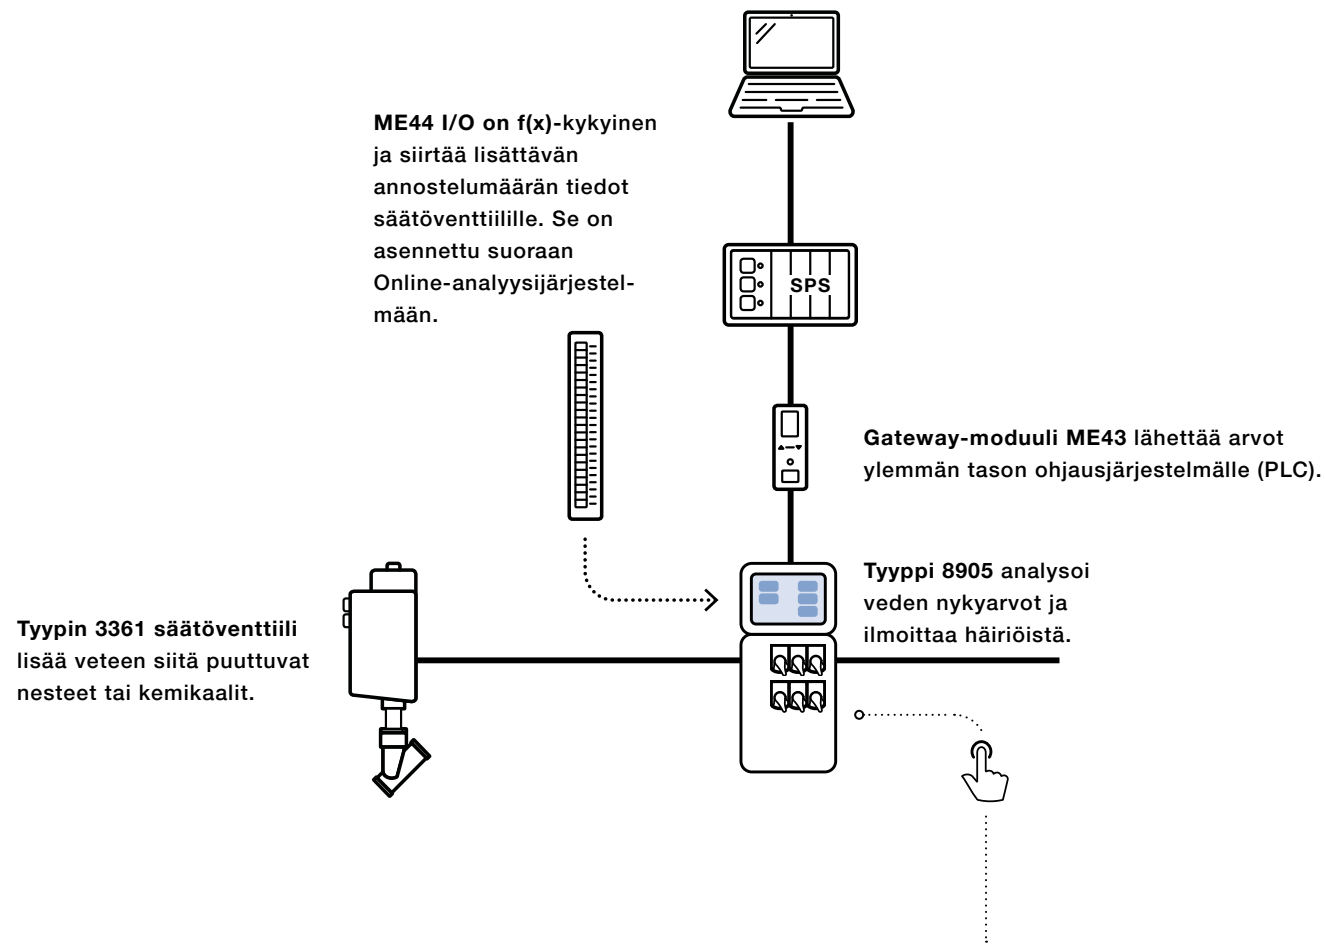 ME44 I/O on f(x)-kykyinen
ja siirtää lisättävän
annostelumäärän tiedot
säätöventtiilille. Se on
asennettu suoraan
Online-analyysijärjestel-
mään.
SPS
Gateway-moduuli ME43 lähettää arvot
ylemmän tason ohjausjärjestelmälle (PLC).
Tyyppi 8905 analysoi
veden nykyarvot ja
ilmoittaa häiriöistä.
Tyypin 3361 säätöventtiili
lisää veteen siitä puuttuvat
nesteet tai kemikaalit.